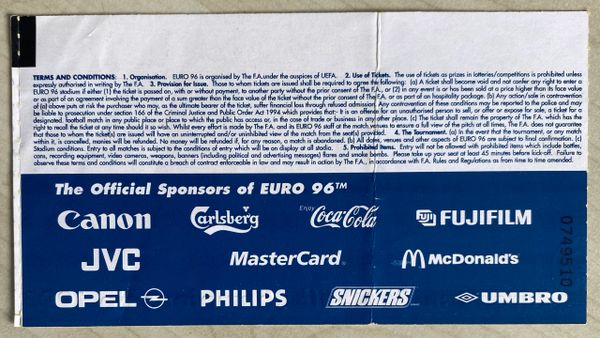 TERMS AND CONDITIONS: 1. Organisation. EURO 96 is organised by The F.A. under the auspices of UEFA. 2. Use of Tickets. The use of tickets as prizes in lotteries/competitions is prohibited unless
expressly authorised in writing by The F.A. 3. Provision for Issue. Those to whom tickets are issued shall be required to agree the following: (a) A ticket shall become void and not confer any right to enter a
EURO 96 stadium if either (1) the ticket is passed on, with or without payment, to another party without the prior consent of The F.A., or (2) in any event is or has been sold at a price higher than its face value
or as part of an agreement involving the payment of a sum greater than the face value of the ticket without the prior consent of The F.A., or as part of a hospitality package. (b) Any action/sale in contravention
of (a) above puts at risk the purchaser who may, as the ultimate bearer of the ticket, suffer financial loss through refused admission. Any contravention of these conditions may be reported to the police and may
be liable to prosecution under section 166 of the Criminal Justice and Public Order Act 1994 which provides that:- It is an offence for an unauthorised person to sell, or offer or expose for sale, a ticket for a
designated football match in any public place or place to which the public has access or, in the case of trade or business in any other place. (c) The ticket shall remain the property of The F.A. which has the
right to recall the ticket at any time should it so wish. Whilst every effort is made by The F.A. and its EURO 96 staff at the match venues to ensure a full view of the pitch at all times, The F.A. does not guarantee
that those to whom the ticket(s) are issued will have an uninterrupted and/or uninhibited view of the match from the seat(s) provided. 4. The Tournament. (a) In the event that the tournament, or any match
within it, is cancelled, monies will be refunded. No money will be refunded if, for any reason, a match is abandoned. (b) All dates, venues and other aspects of EURO 96 are subject to final confirmation. (c)
Stadium conditions. Entry to all matches is subject to the conditions of entry which will be on display at all stadia. 5. Prohibited Items. Entry will not be allowed with prohibited items which include bottles,
cans, recording equipment, video cameras, weapons, banners (including political and advertising messages) flares and smoke bombs. Please take up your seat at least 45 minutes before kick-off. Failure to
observe these terms and conditions will constitute a breach of contract enforceable in law and may result in action by The F.A., in accordance with F.A. Rules and Regulations as from time to time amended.
The Official Sponsors of EURO 96™
Canon Carlsberg Enjoy Coca-Cola FUJI FUJIFILM
JVC MasterCard McDonald's
OPEL PHILIPS SNICKERS UMBRO
0749510